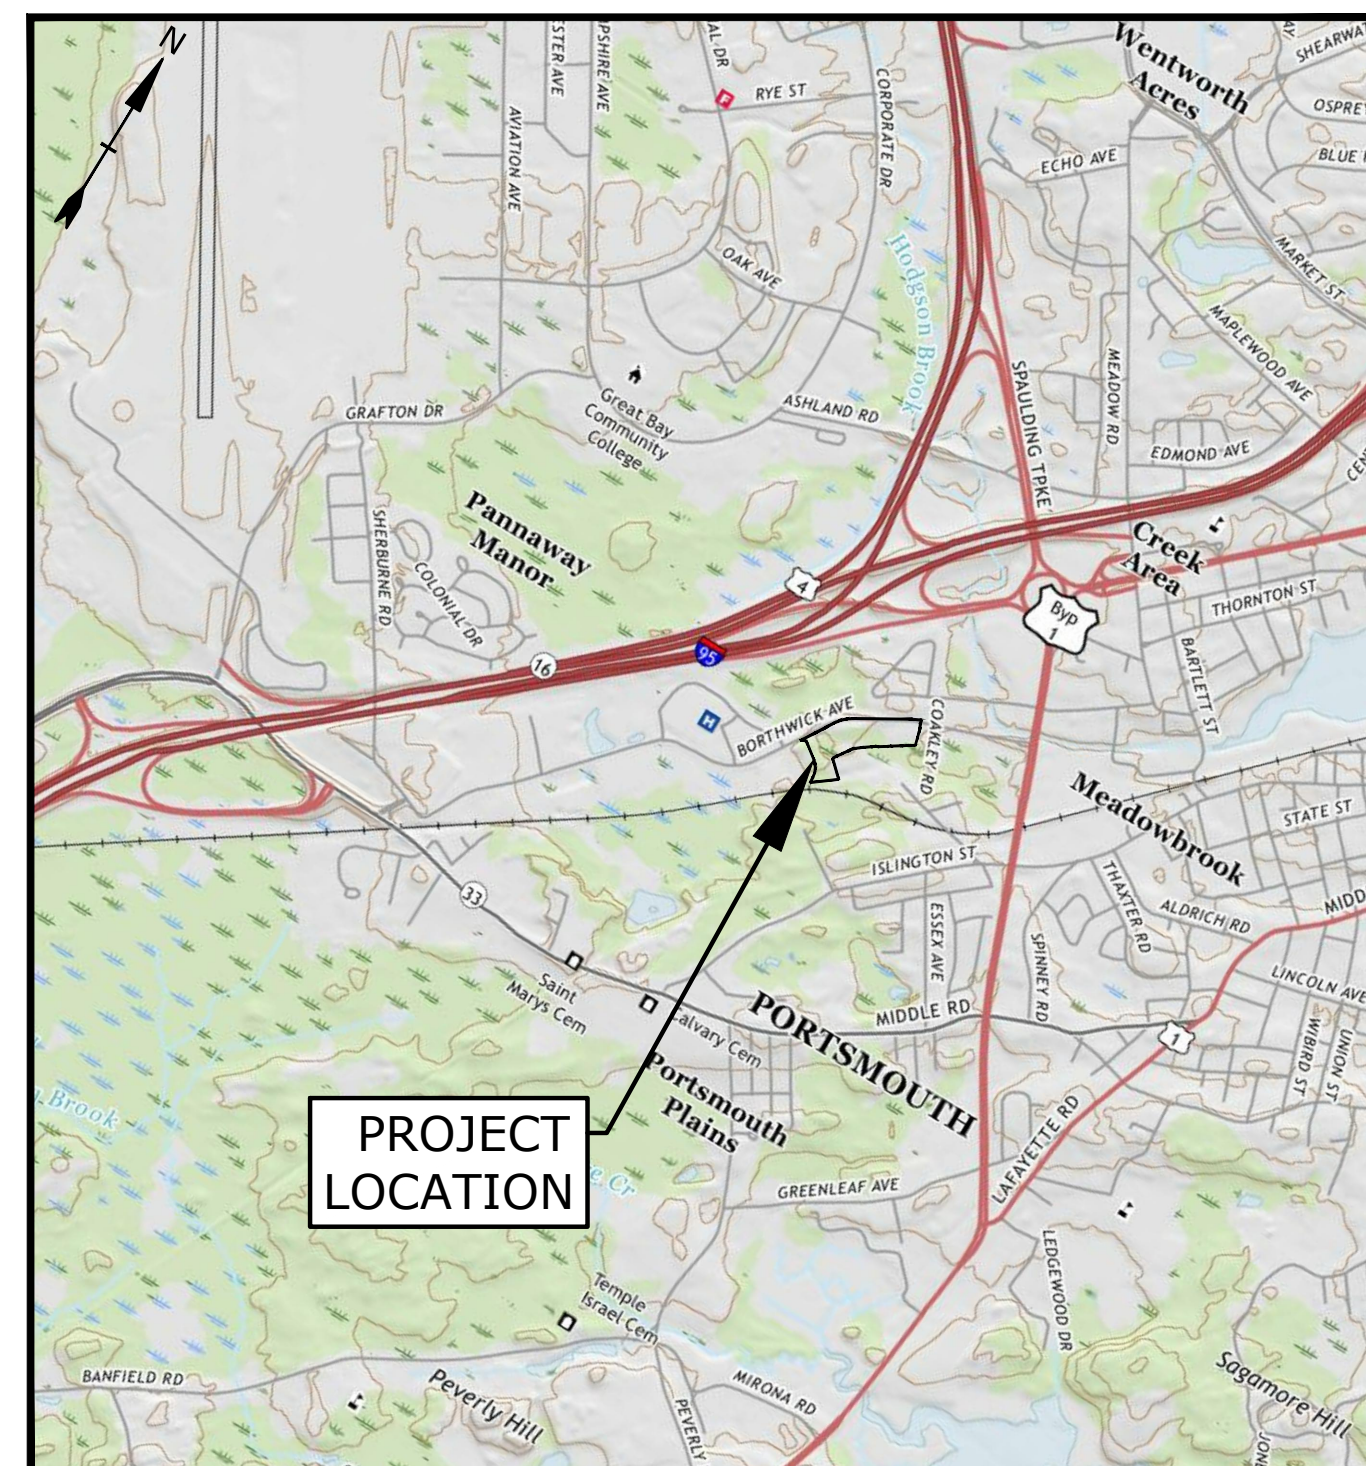 N
RYE ST
CORPORATE DR
AVIATION AVE
Wentworth
Acres
ECHO AVE
MARKET ST
MAPLEWOOD AVE
OAK AVE
Hodgson Brook
SPAULDING TPKE
MEADOW RD
EDMOND AVE
Great Bay
Community
College
ASHLAND RD
GRAFTON DR
Pannaway
Manor
SHERBURNE RD
COLONIAL DR
Creek
Area
4
Byp
1
THORNTON ST
BARTLETT ST
16
95
H
F
BORTHWICK AVE
COAKLEY RD
Meadowbrook
STATE ST
ISLINGTON ST
THAXTER RD
ALDRICH RD
MIDD
33
ESSEX AVE
SPINNEY RD
LINCOLN AVE
WIBIRD ST
UNION ST
Saint
Marys Cem
Calvary Cem
PORTSMOUTH
MIDDLE RD
1
Portsmouth
Plains
PROJECT
LOCATION
LAFAYETTE RD
GREENLEAF AVE
Brook
Cr
LEDGEWOOD DR
Temple
Israel Cem
BANFIELD RD
Peverly Hill
MIRONA RD
PEVERLY
Sagamore Hill